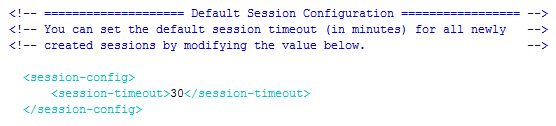 <!-- ==================== Default Session Configuration ================= -->
<!-- You can set the default session timeout (in minutes) for all newly   -->
<!-- created sessions by modifying the value below.                       -->
<session-config>
<session-timeout>30</session-timeout>
</session-config>